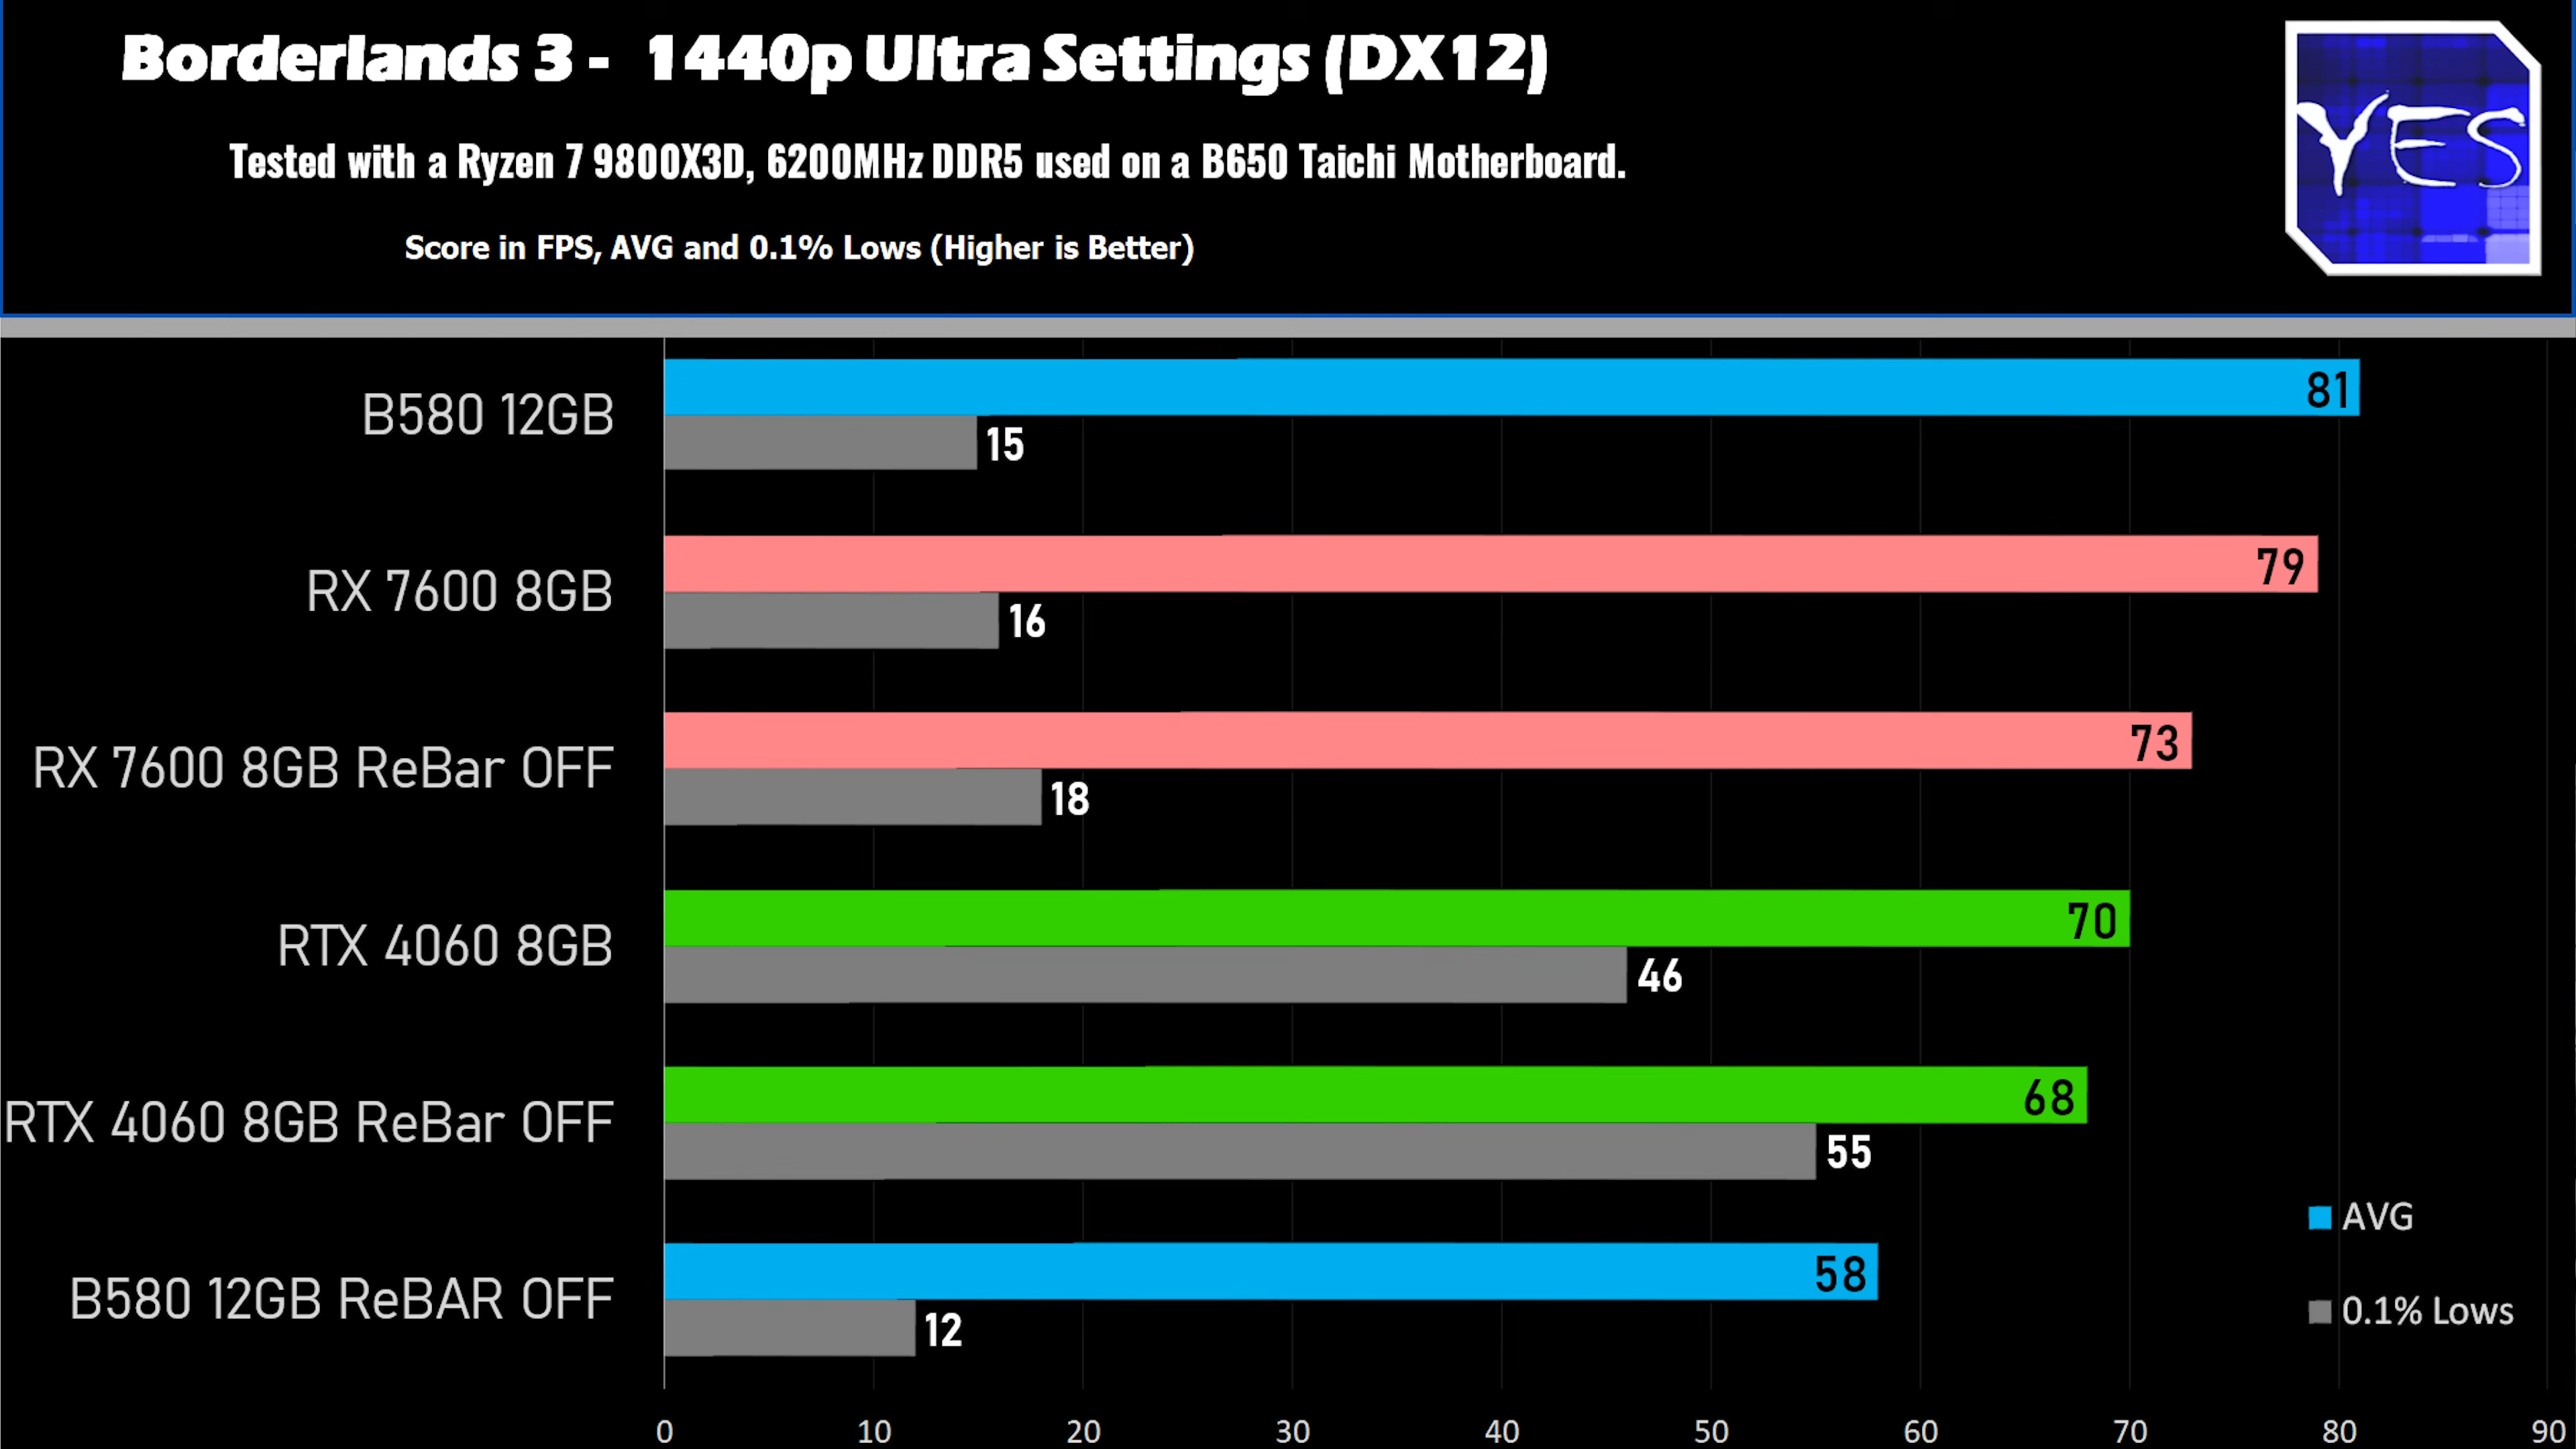 Borderlands 3 - 1440p Ultra Settings (DX12)
YES
Tested with a Ryzen 7 9800X3D, 6200MHz DDR5 used on a B650 Taichi Motherboard.
Score in FPS, AVG and 0.1% Lows (Higher is Better)
B580 12GB
81
15
RX 7600 8GB
79
16
RX 7600 8GB ReBar OFF
73
18
RTX 4060 8GB
70
46
RTX 4060 8GB ReBar OFF
68
55
B580 12GB ReBAR OFF
58
12
AVG
0.1% Lows
0 10 20 30 40 50 60 70 80 90